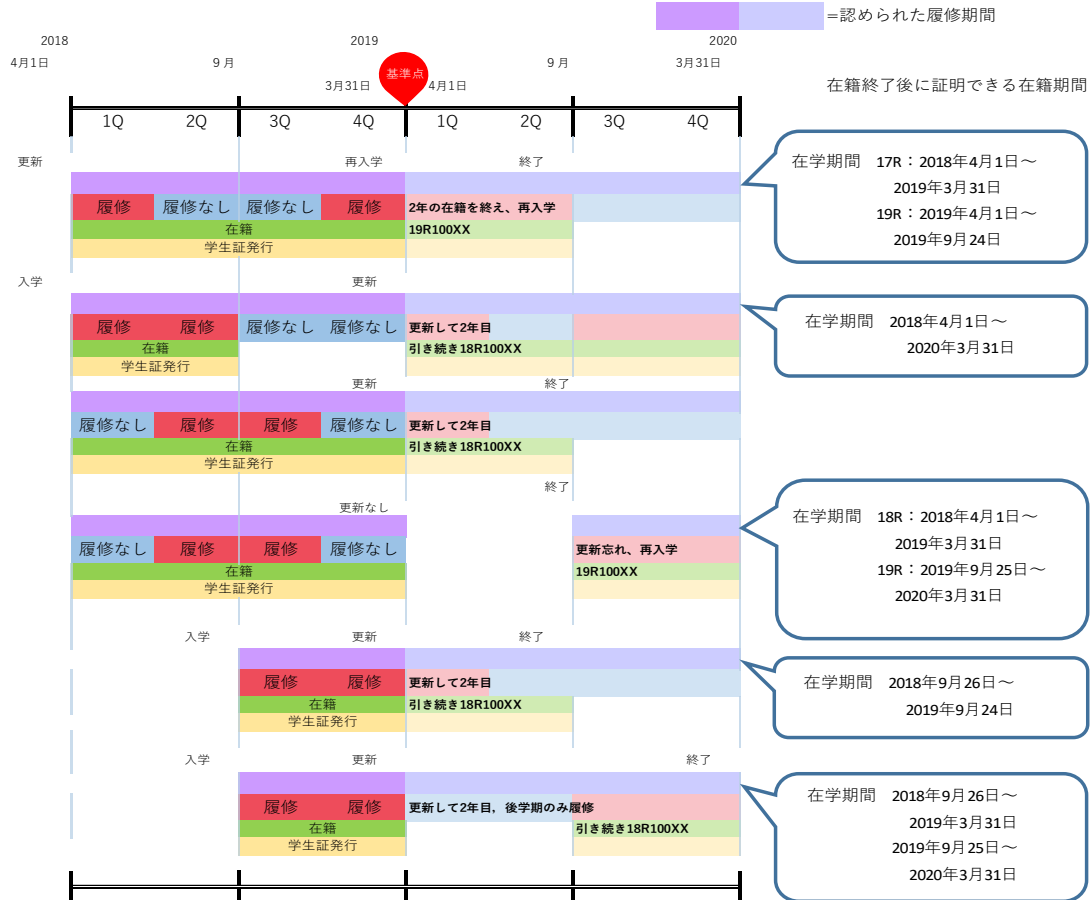 =認められた履修期間
2018
2019
2020
4月1日
9月
3月31日
基準点
4月1日
9月
3月31日
在籍終了後に証明できる在籍期間
1Q 2Q 3Q 4Q 1Q 2Q 3Q 4Q
更新 再入学 終了
履修 履修なし 履修なし 履修 2年の在籍を終え、再入学
在籍 19R100XX
学生証発行
在学期間 17R：2018年4月1日～
2019年3月31日
19R：2019年4月1日～
2019年9月24日
入学 更新
履修 履修 履修なし 履修なし 更新して2年目
在籍 引き続き18R100XX
学生証発行
在学期間 2018年4月1日～
2020年3月31日
更新 終了
履修なし 履修 履修 履修なし 更新して2年目
在籍 引き続き18R100XX
学生証発行
終了
更新なし
履修なし 履修 履修 履修なし 更新忘れ、再入学
在籍 19R100XX
学生証発行
在学期間 18R：2018年4月1日～
2019年3月31日
19R：2019年9月25日～
2020年3月31日
入学 更新 終了
履修 履修 更新して2年目
在籍 引き続き18R100XX
学生証発行
在学期間 2018年9月26日～
2019年9月24日
入学 更新 終了
履修 履修 更新して2年目，後学期のみ履修
在籍 引き続き18R100XX
学生証発行
在学期間 2018年9月26日～
2019年3月31日
2019年9月25日～
2020年3月31日